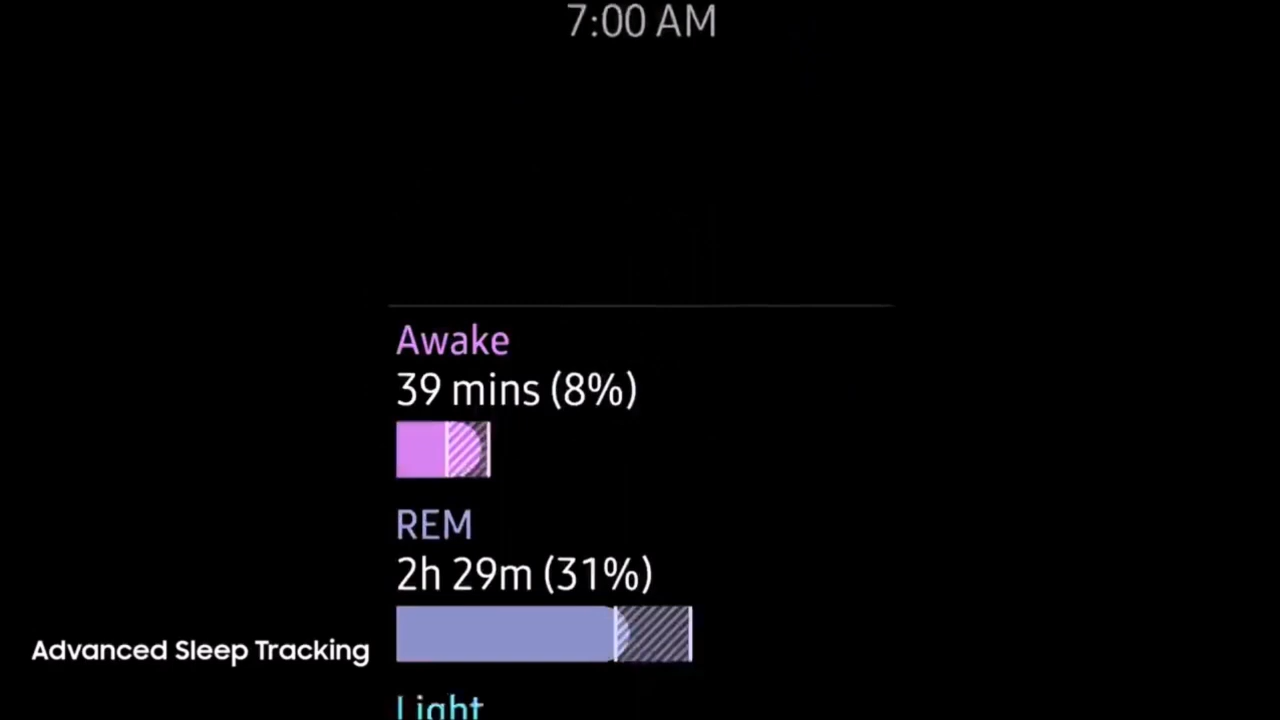 7:00 AM
Awake
39 mins (8%)
REM
2h 29m (31%)
Advanced Sleep Tracking
Light